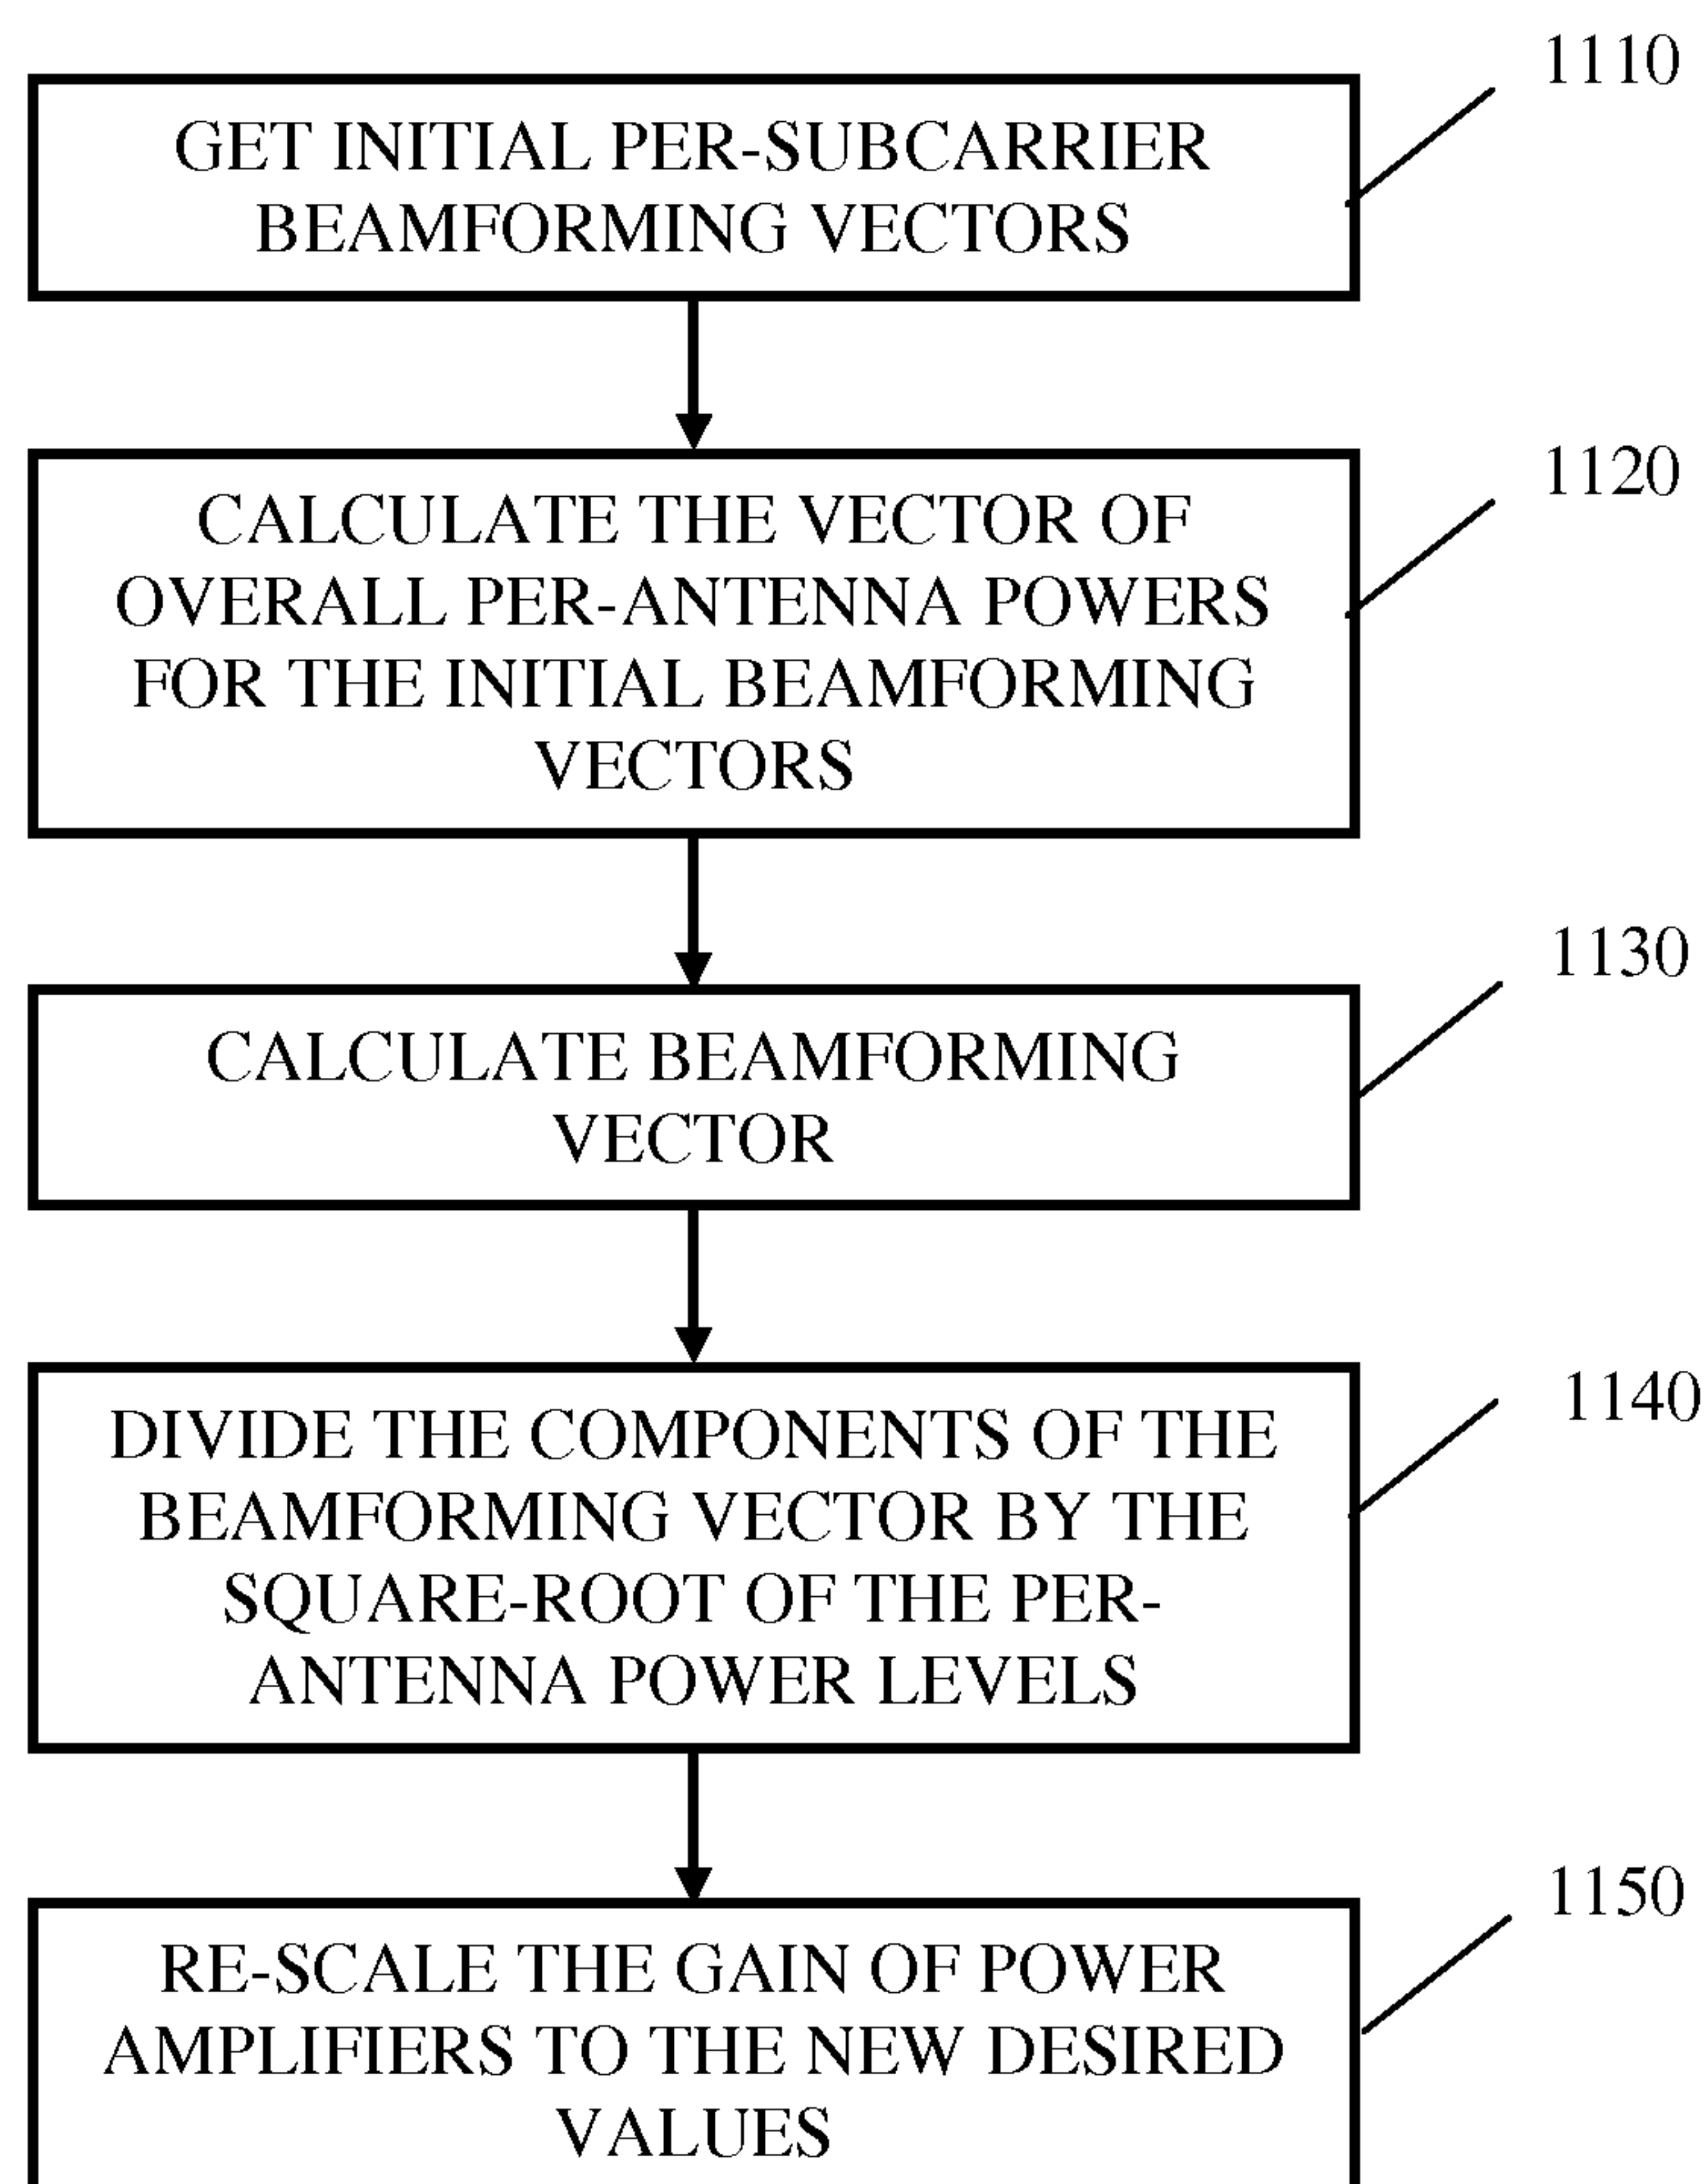 1110
GET INITIAL PER-SUBCARRIER
BEAMFORMING VECTORS
1120
CALCULATE THE VECTOR OF
OVERALL PER-ANTENNA POWERS
FOR THE INITIAL BEAMFORMING
VECTORS
1130
CALCULATE BEAMFORMING
VECTOR
1140
DIVIDE THE COMPONENTS OF THE
BEAMFORMING VECTOR BY THE
SQUARE-ROOT OF THE PER-
ANTENNA POWER LEVELS
1150
RE-SCALE THE GAIN OF POWER
AMPLIFIERS TO THE NEW DESIRED
VALUES